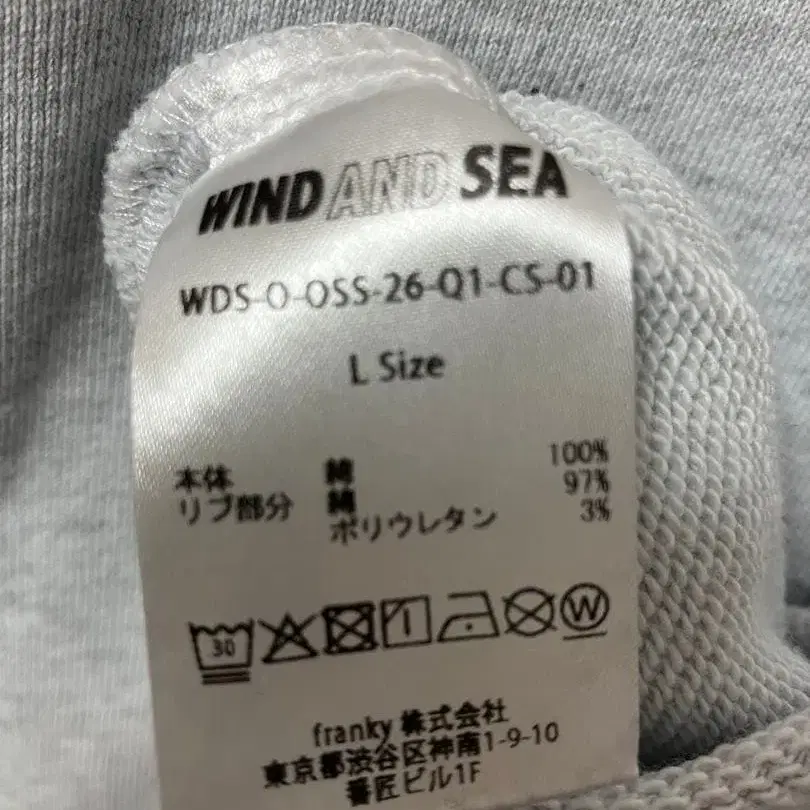 WIND AND SEA
WDS-O-OSS-26-Q1-CS-01
L Size
本体 綿 100%
リブ部分 綿 97%
ポリウレタン 3%
30
W
franky 株式会社
東京都渋谷区神南1-9-10
番匠ビル1F